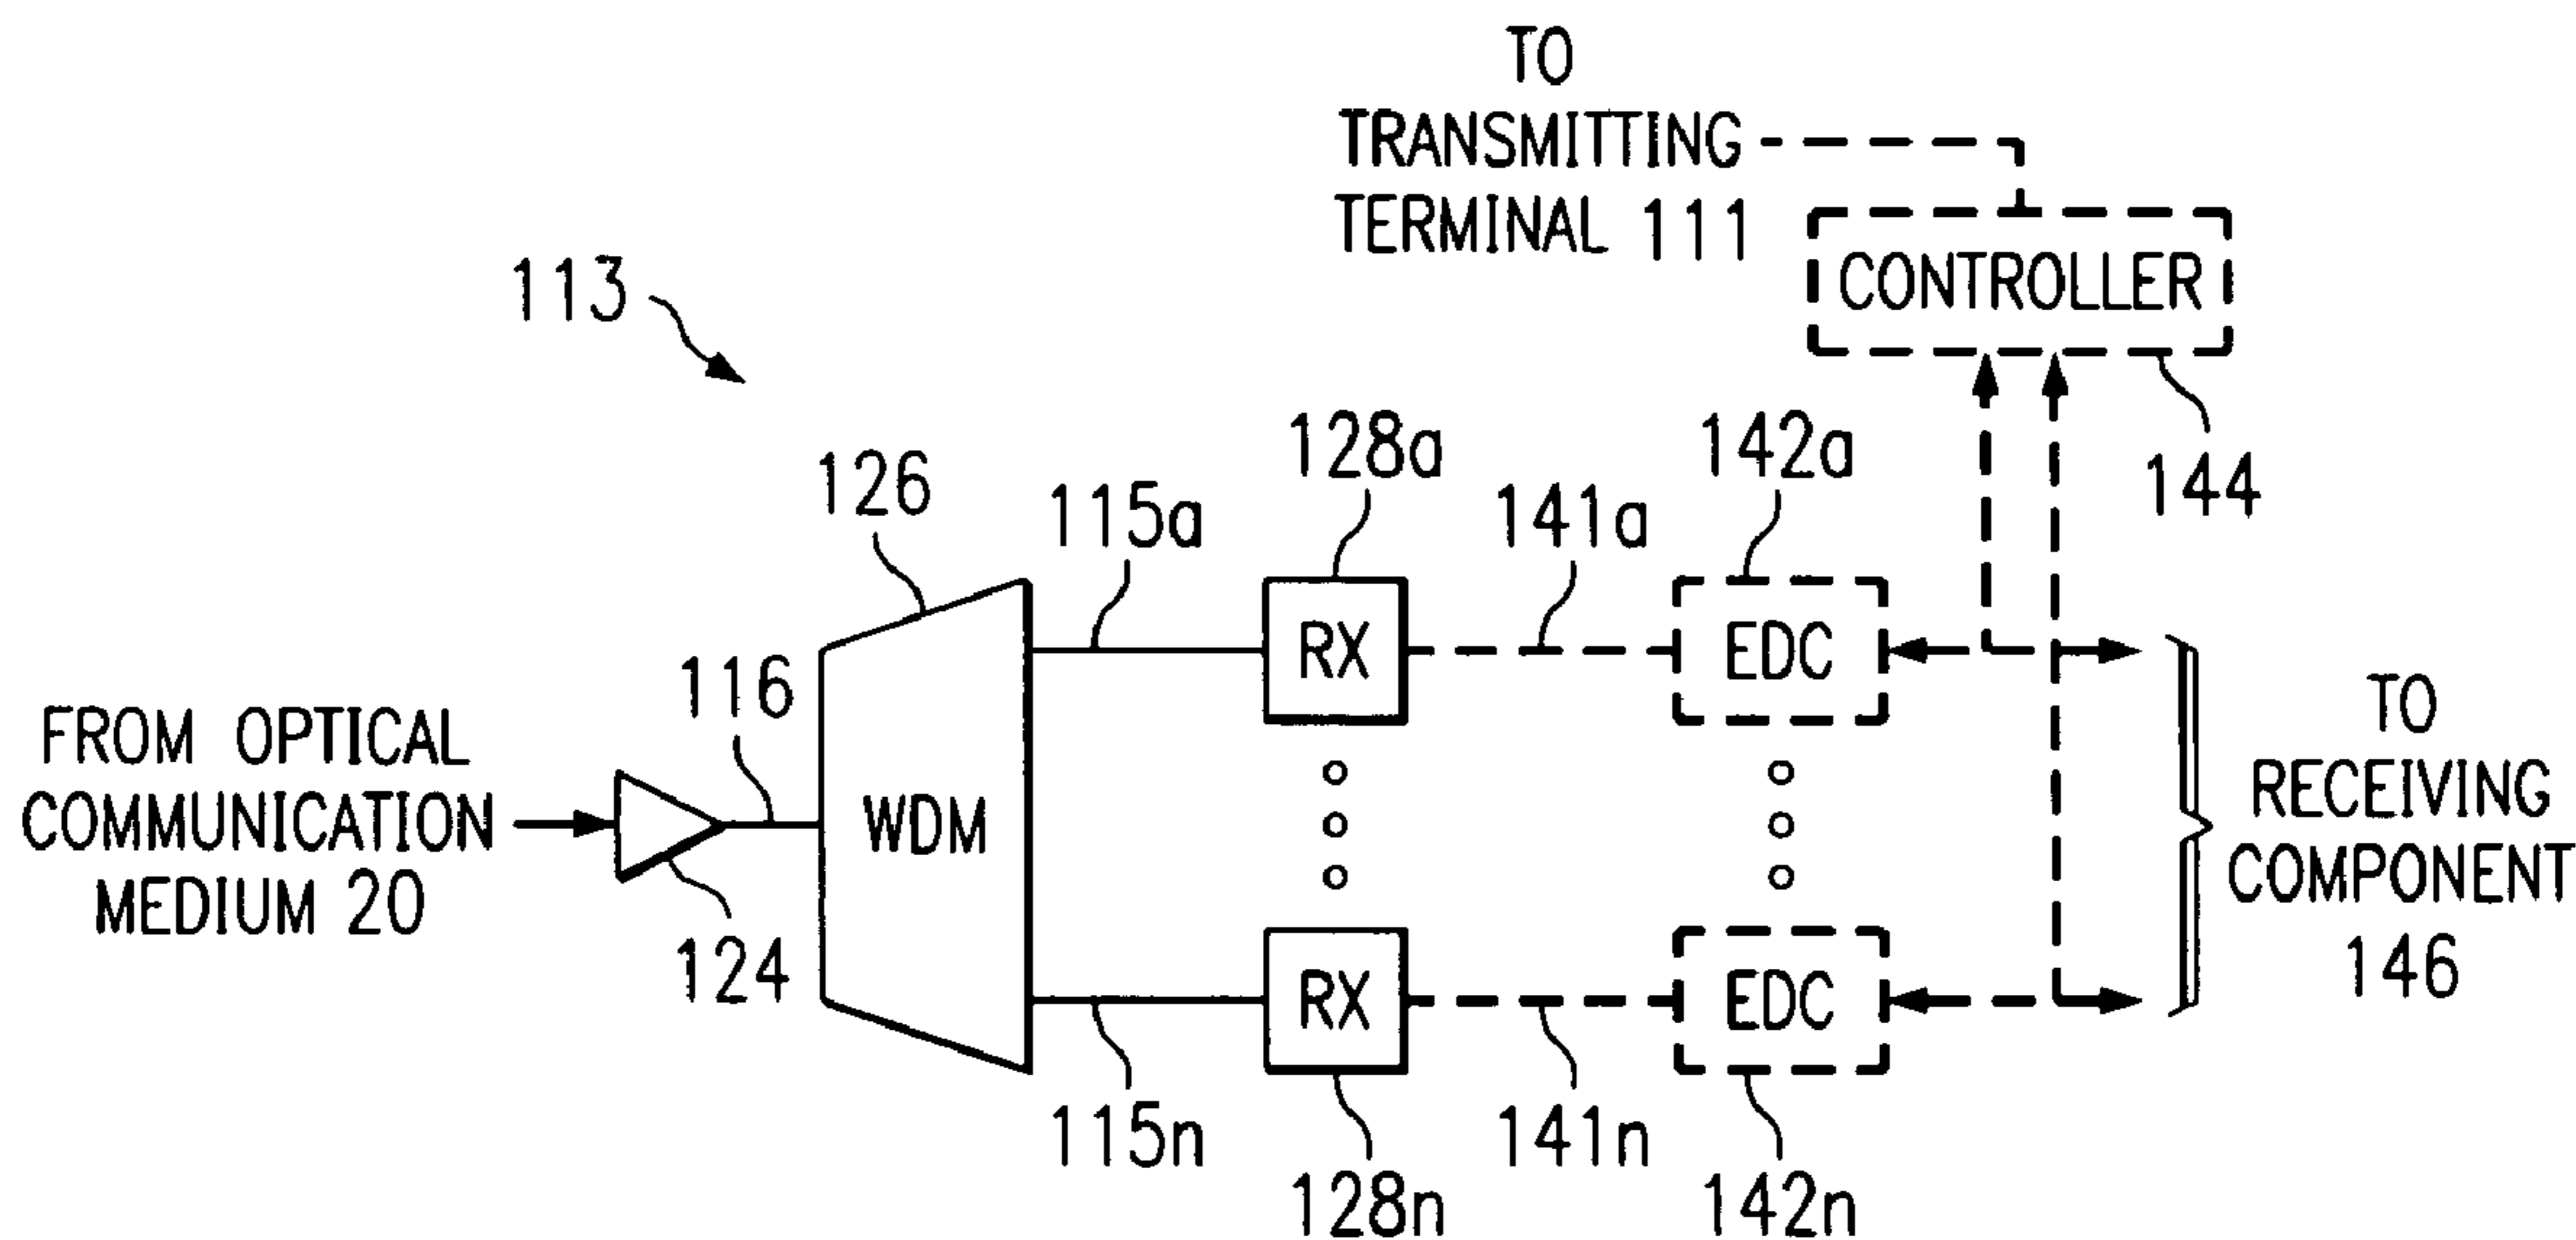 TO
TRANSMITTING
TERMINAL 111
CONTROLLER
144
113
126
115a
128a
141a
142a
116
RX
EDC
FROM OPTICAL
COMMUNICATION
MEDIUM 20
124
WDM
TO
RECEIVING
COMPONENT
146
RX
EDC
115n
128n
141n
142n